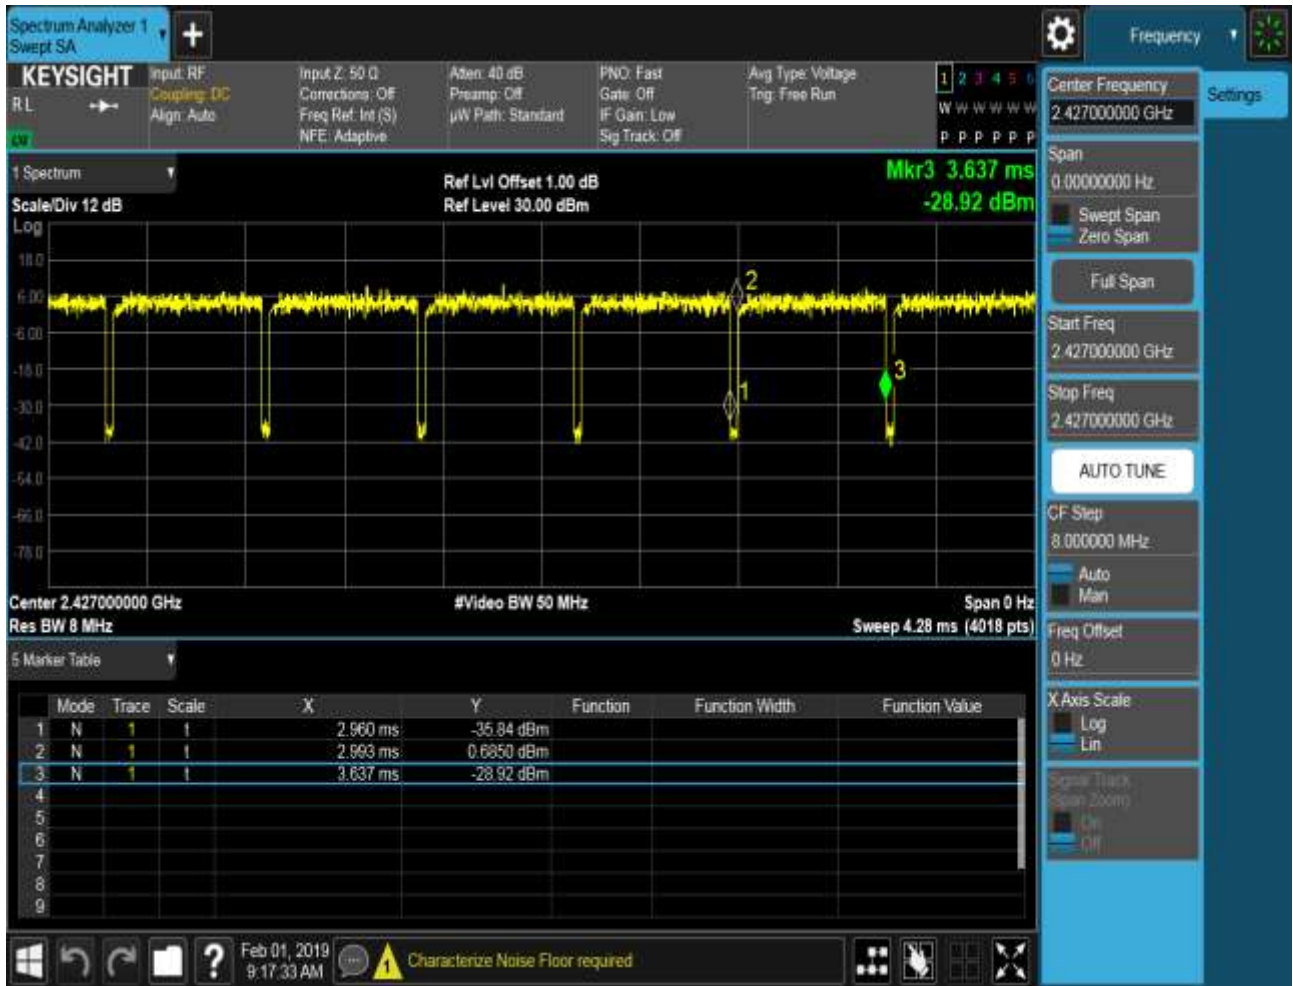 Spectrum Analyzer 1
Swept SA
Frequency
KEYSIGHT
R L
Input: RF
Coupling: DC
Align: Auto
Input Z: 50 Ω
Corrections: Off
Freq Ref: Int (S)
NFE: Adaptive
Atten: 40 dB
Preamp: Off
µW Path: Standard
PNO: Fast
Gate: Off
IF Gain: Low
Sig Track: Off
Avg Type: Voltage
Trig: Free Run
1 2 3 4 5 6
W W W W W W
P P P P P P
1 Spectrum
Scale/Div 12 dB
Ref Lvl Offset 1.00 dB
Ref Level 30.00 dBm
Mkr3 3.637 ms
-28.92 dBm
Log
18.0
6.00
-6.00
-18.0
-30.0
-42.0
-54.0
-66.0
-78.0
2
1
3
Center 2.427000000 GHz
#Video BW 50 MHz
Span 0 Hz
Res BW 8 MHz
Sweep 4.28 ms (4018 pts)
5 Marker Table
Mode Trace Scale X Y Function Function Width Function Value
1 N 1 t 2.960 ms -35.84 dBm
2 N 1 t 2.993 ms 0.6850 dBm
3 N 1 t 3.637 ms -28.92 dBm
4
5
6
7
8
9
Feb 01, 2019
9:17:33 AM
Characterize Noise Floor required
Center Frequency
2.427000000 GHz
Settings
Span
0.00000000 Hz
Swept Span
Zero Span
Full Span
Start Freq
2.427000000 GHz
Stop Freq
2.427000000 GHz
AUTO TUNE
CF Step
8.000000 MHz
Auto
Man
Freq Offset
0 Hz
X Axis Scale
Log
Lin
Signal Track
(Span Zoom)
On
Off